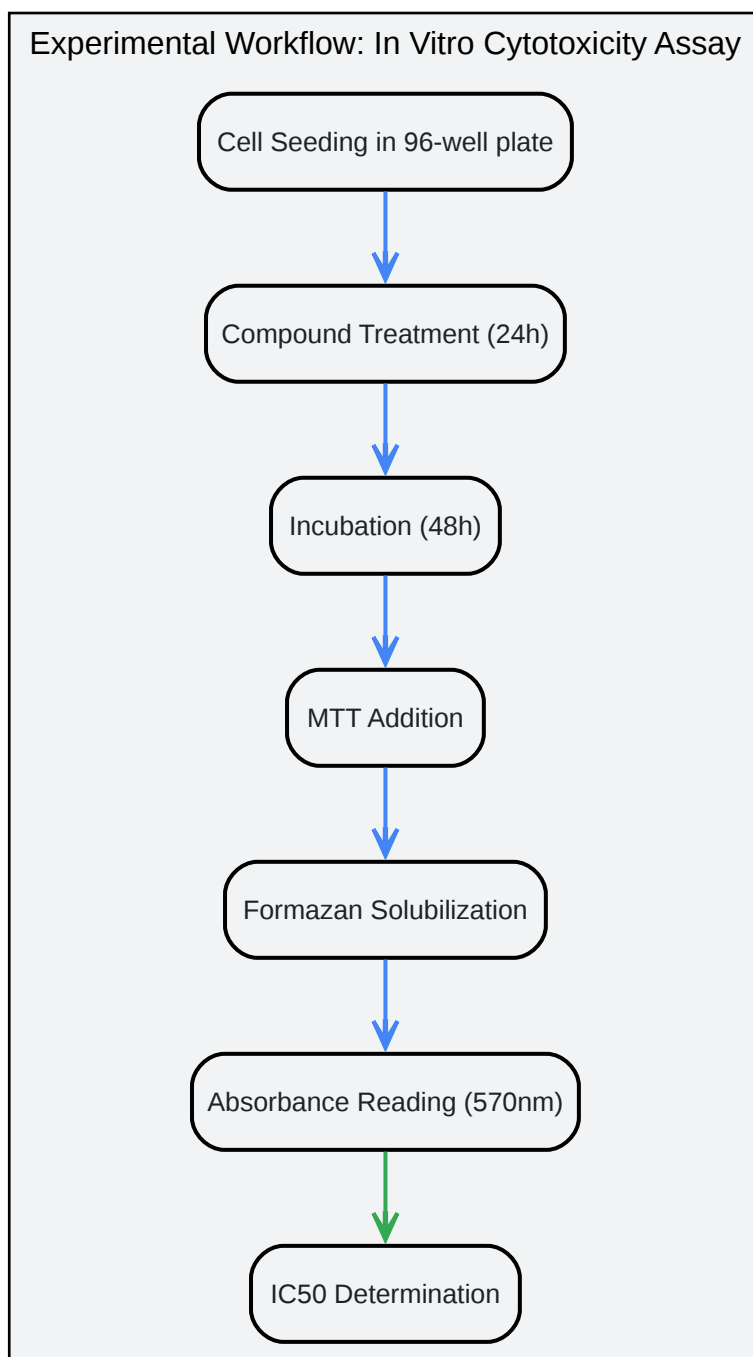 Experimental Workflow: In Vitro Cytotoxicity Assay
Cell Seeding in 96-well plate
Compound Treatment (24h)
Incubation (48h)
MTT Addition
Formazan Solubilization
Absorbance Reading (570nm)
IC50 Determination